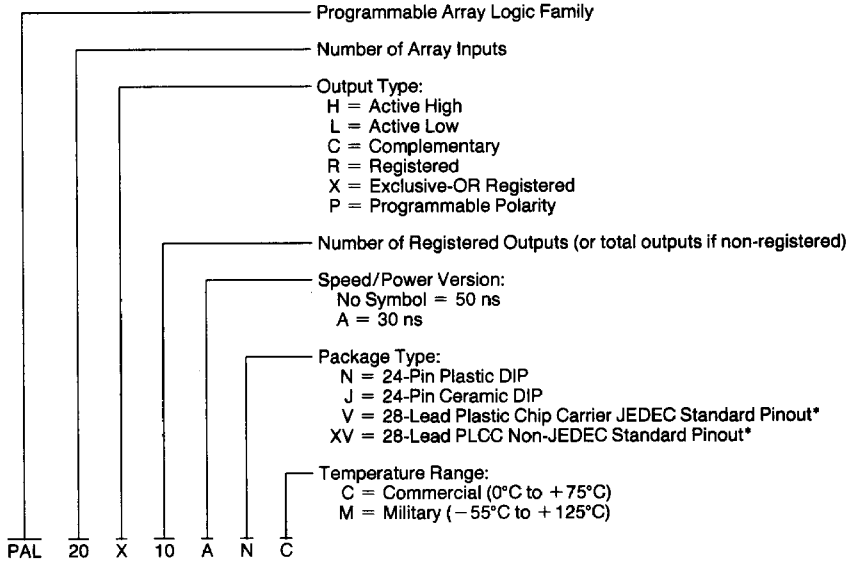 Programmable Array Logic Family
Number of Array Inputs
Output Type:
H = Active High
L = Active Low
C = Complementary
R = Registered
X = Exclusive-OR Registered
P = Programmable Polarity
Number of Registered Outputs (or total outputs if non-registered)
Speed/Power Version:
No Symbol = 50 ns
A = 30 ns
Package Type:
N = 24-Pin Plastic DIP
J = 24-Pin Ceramic DIP
V = 28-Lead Plastic Chip Carrier JEDEC Standard Pinout*
XV = 28-Lead PLCC Non-JEDEC Standard Pinout*
Temperature Range:
C = Commercial (0°C to +75°C)
M = Military (−55°C to +125°C)
PAL 20 X 10 A N C